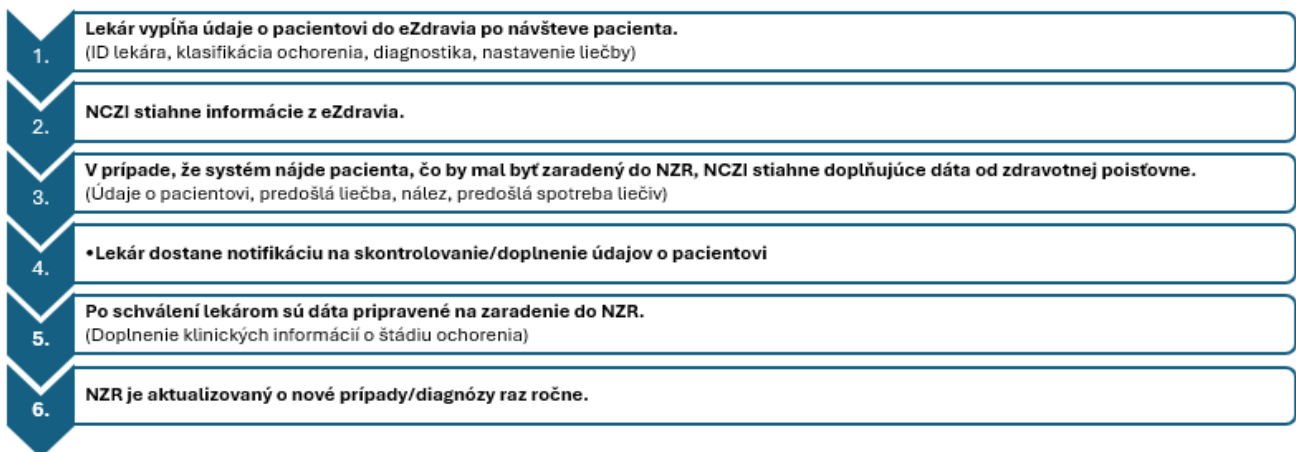 1.
Lekár vypĺňa údaje o pacientovi do eZdravia po návšteve pacienta.
(ID lekára, klasifikácia ochorenia, diagnostika, nastavenie liečby)
2.
NCZI stiahne informácie z eZdravia.
3.
V prípade, že systém nájde pacienta, čo by mal byť zaradený do NZR, NCZI stiahne doplňujúce dáta od zdravotnej poisťovne.
(Údaje o pacientovi, predošlá liečba, nález, predošlá spotreba liečiv)
4.
•Lekár dostane notifikáciu na skontrolovanie/doplnenie údajov o pacientovi
5.
Po schválení lekárom sú dáta pripravené na zaradenie do NZR.
(Doplnenie klinických informácií o štádiu ochorenia)
6.
NZR je aktualizovaný o nové prípady/diagnózy raz ročne.